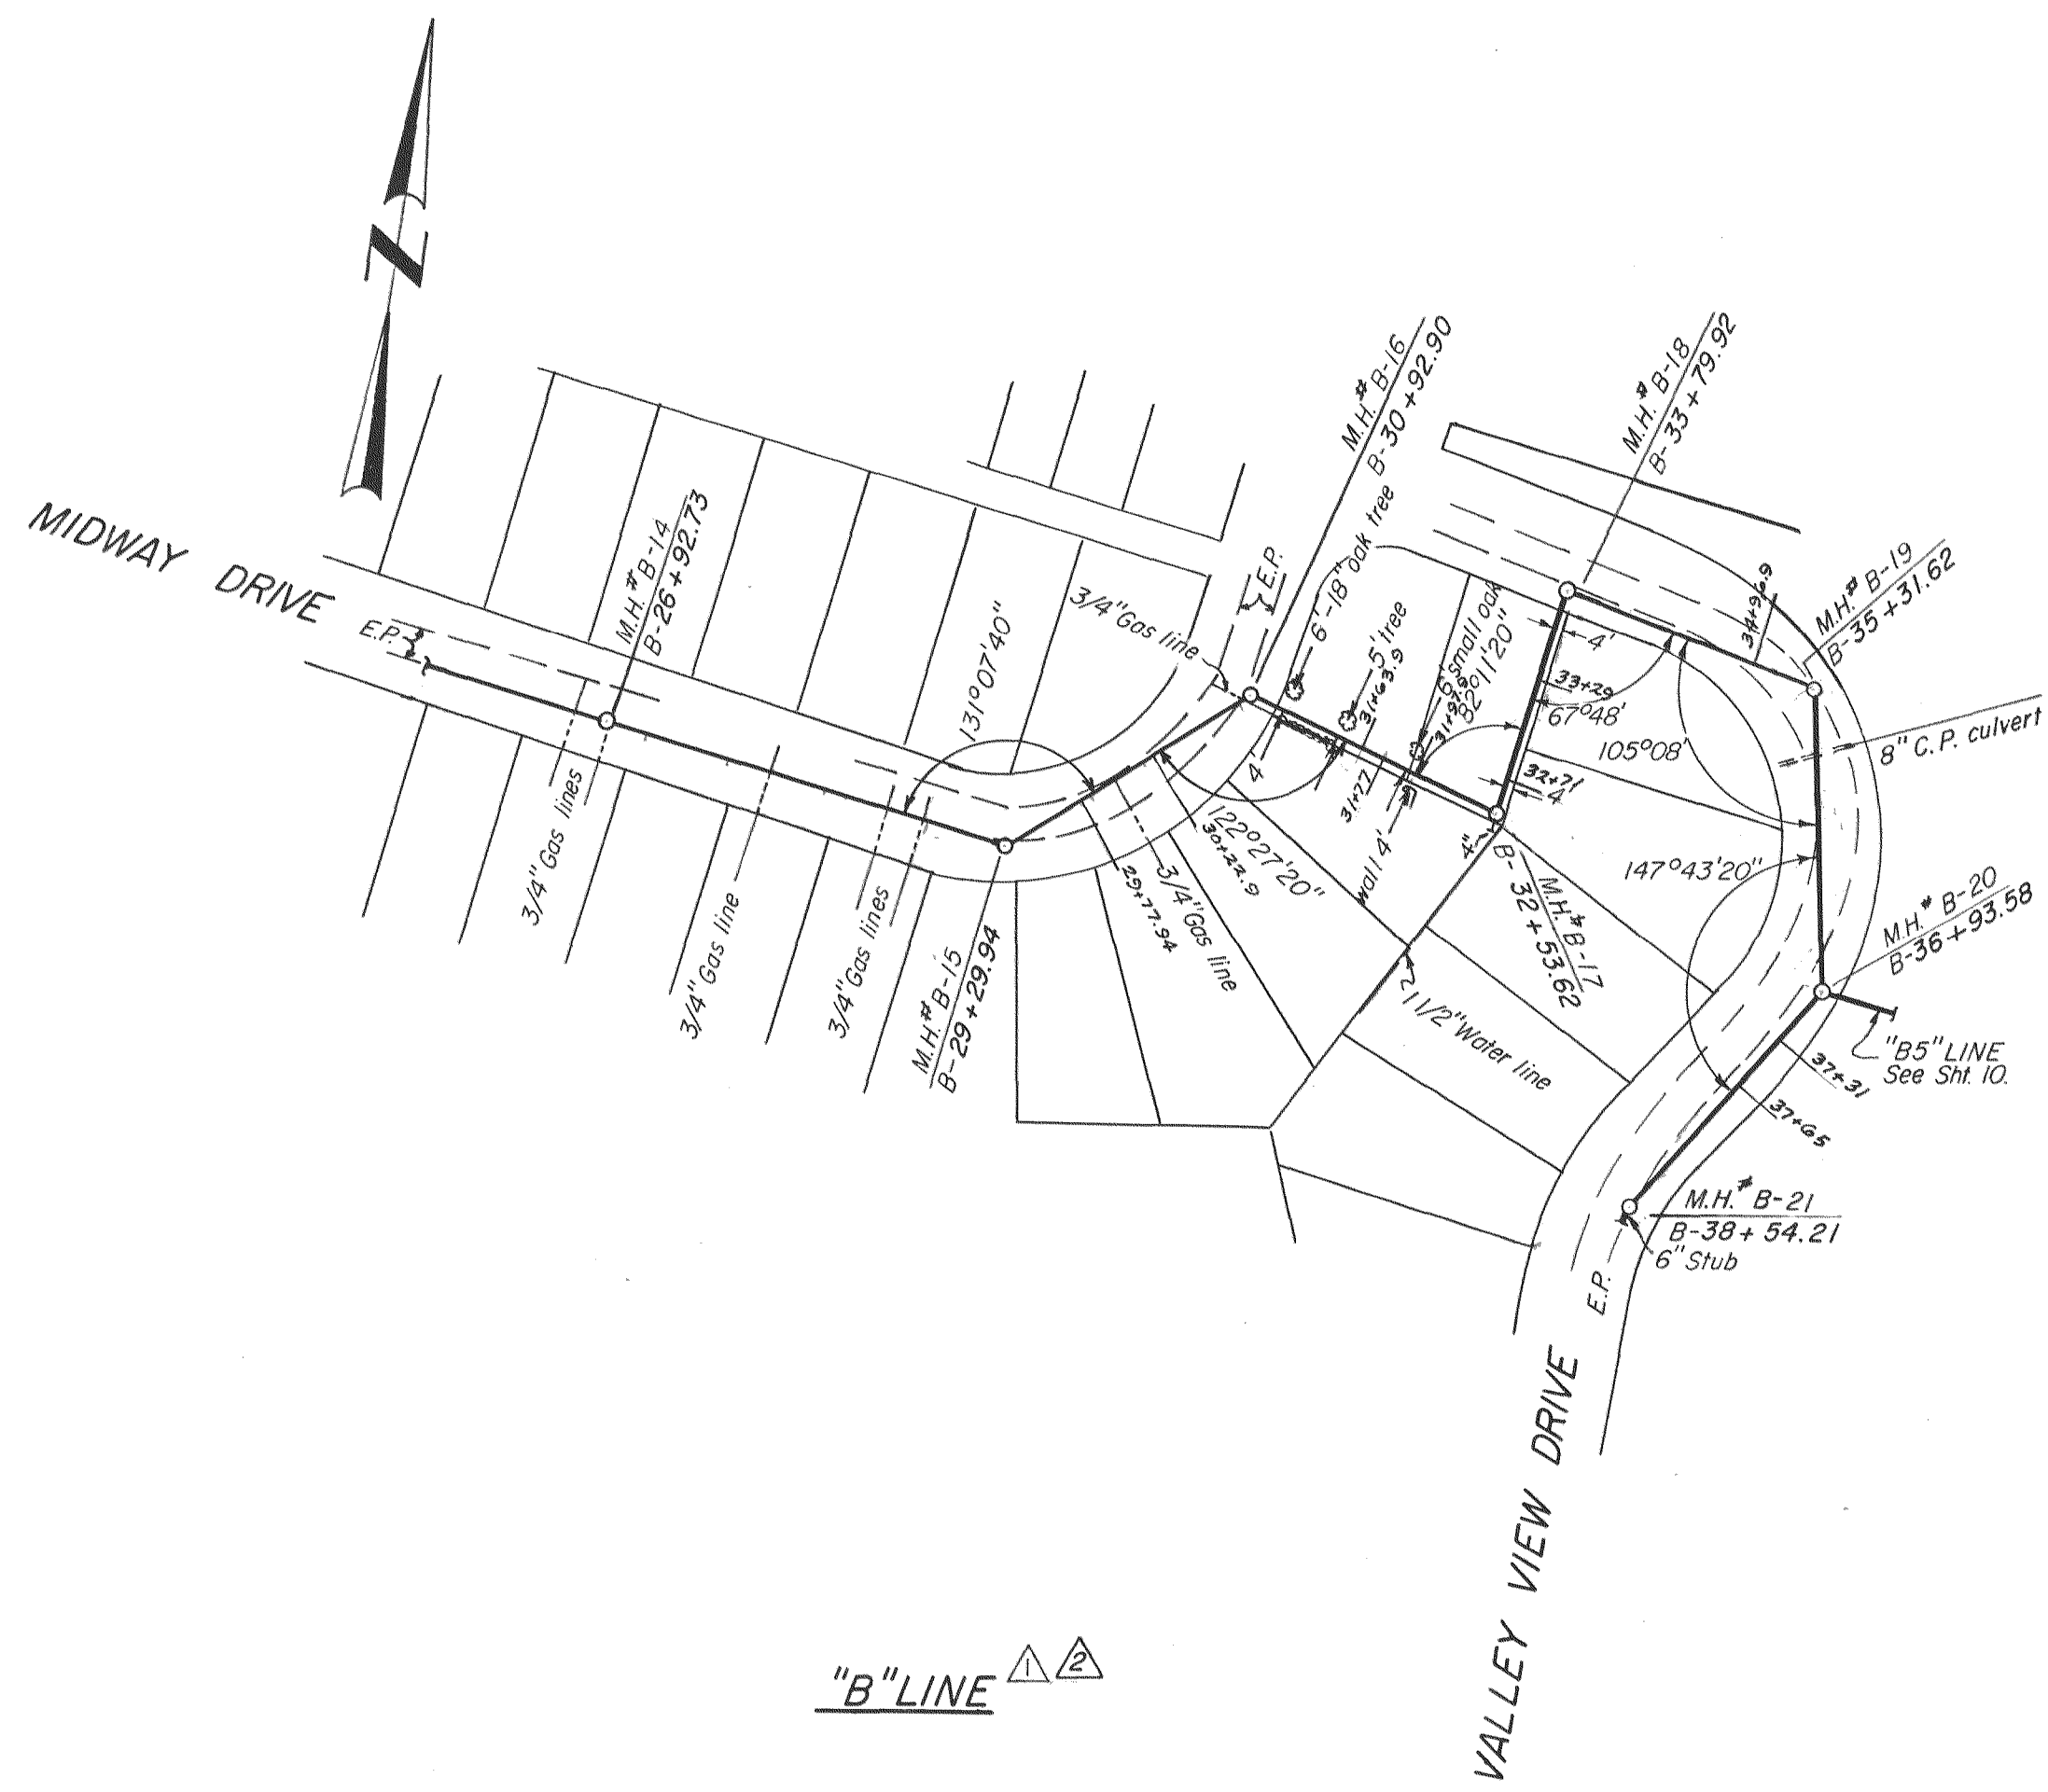 N
MIDWAY DRIVE
E.P.
M.H.# B-14
B-26+92.73
3/4" Gas lines
3/4" Gas line
3/4" Gas lines
M.H.# B-15
B-29+29.94
131°07'40"
3/4" Gas line
E.P.
M.H.# B-16
B-30+92.90
6'-18" oak tree
5' tree
31+63.9
6' small oak
82°11'20"
4'
31+77
wall 4'
122°27'20"
30+22.9
3/4" Gas line
29+77.94
4"
M.H.# B-17
B-32+53.62
1 1/2" Water line
M.H.# B-18
B-33+79.92
4'
33+29
67°48'
105°08'
32+71
4'
34+96.9
M.H.# B-19
B-35+31.62
8" C.P. culvert
147°43'20"
M.H.# B-20
B-36+93.58
"B5" LINE
See Sht. 10.
37+31
37+65
M.H.# B-21
B-38+54.21
6" Stub
E.P.
VALLEY VIEW DRIVE
"B" LINE 1 2